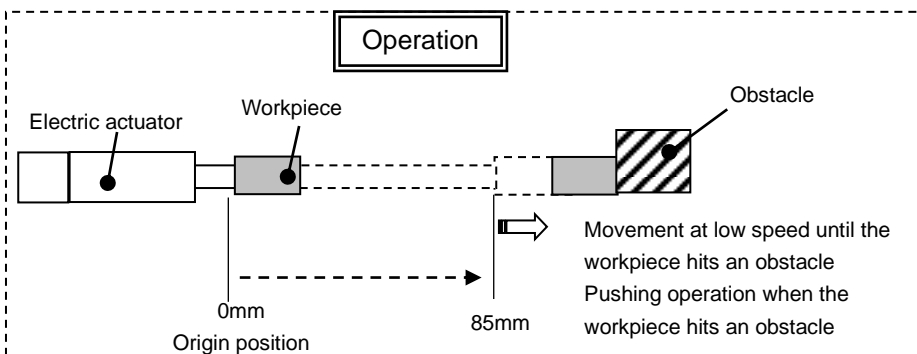 Operation
Workpiece
Obstacle
Electric actuator
Movement at low speed until the
workpiece hits an obstacle
Pushing operation when the
workpiece hits an obstacle
0mm
85mm
Origin position